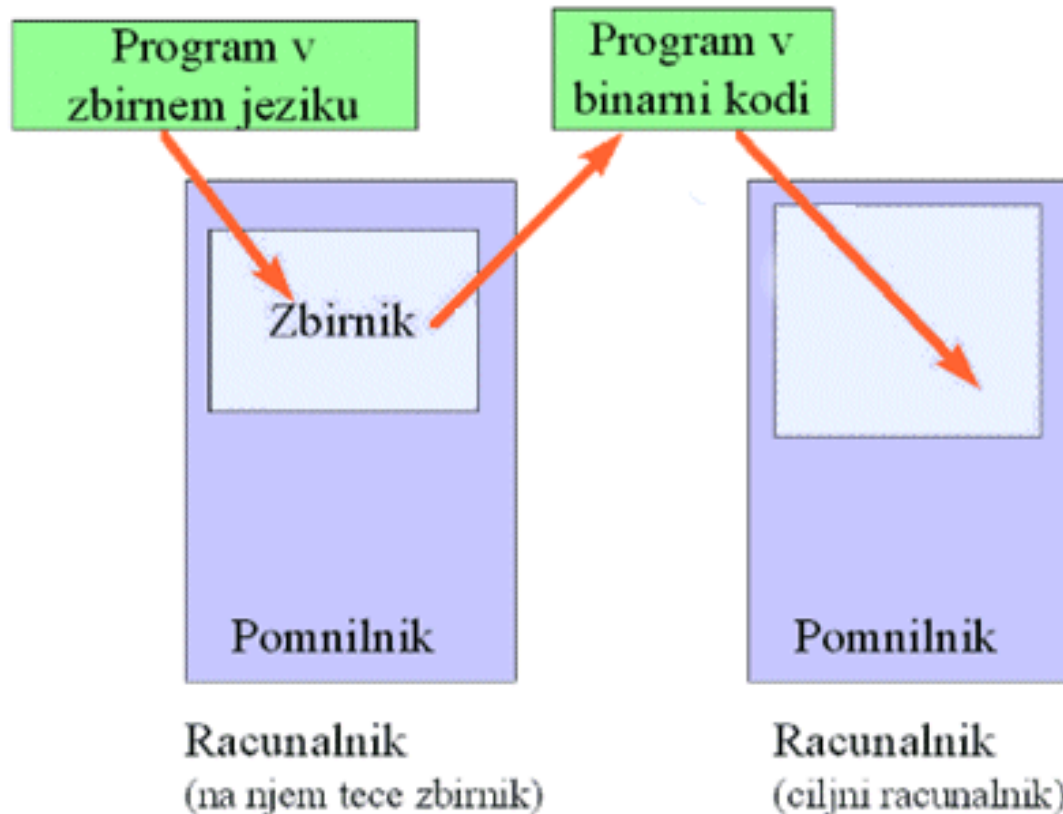 Program v
zbirnem jeziku
Program v
binarni kodi
Zbirnik
Pomnilnik
Pomnilnik
Racunalnik
(na njem tece zbirnik)
Racunalnik
(ciljni racunalnik)